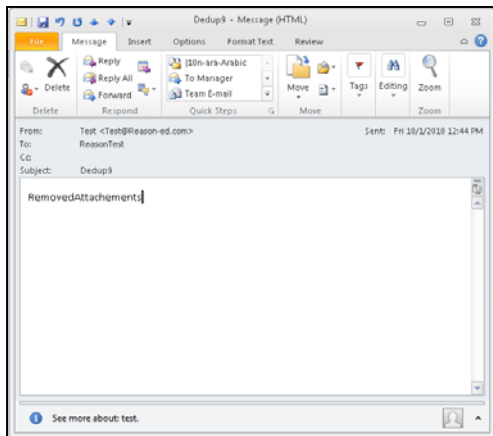 Dedup9 - Message (HTML)
File Message Insert Options Format Text Review
Delete
Reply
Reply All
Forward
(10n-ara-Arabic
To Manager
Team E-mail
Move
Tags
Editing
Zoom
Delete Respond Quick Steps Move Zoom
From: Test <Test@Reason-ed.com> Sent: Fri 10/1/2010 12:44 PM
To: ReasonTest
Cc:
Subject: Dedup9
RemovedAttachements
See more about: test.